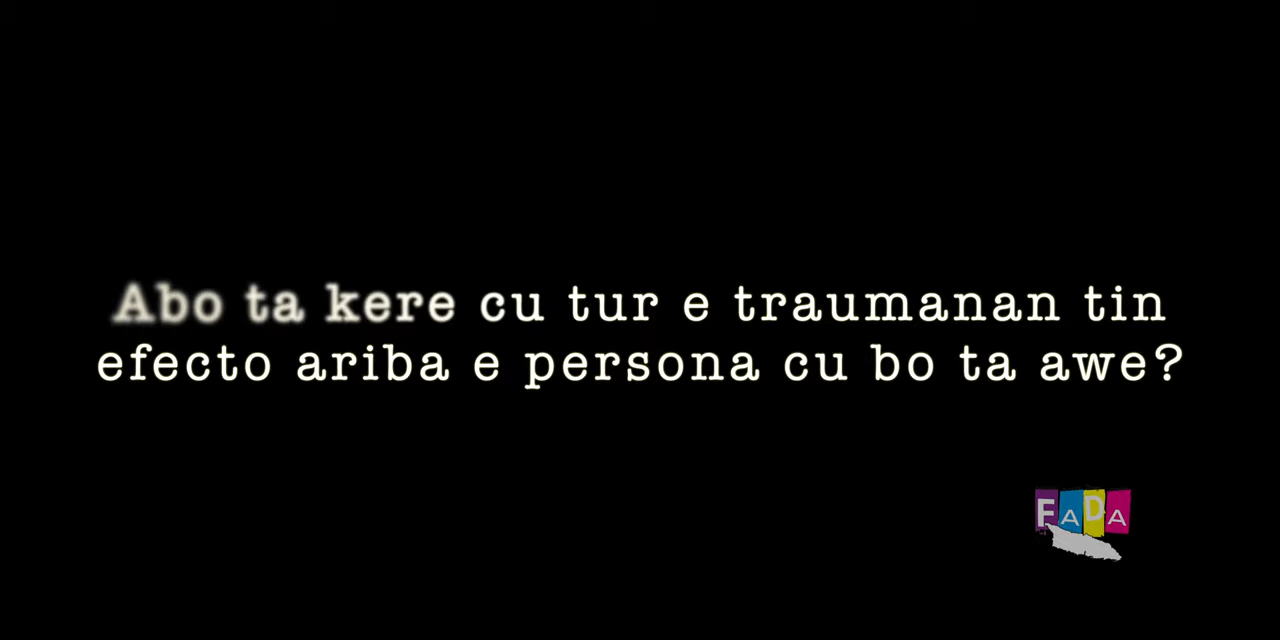 Abo ta kere cu tur e traumanan tin
efecto ariba e persona cu bo ta awe?
FADA